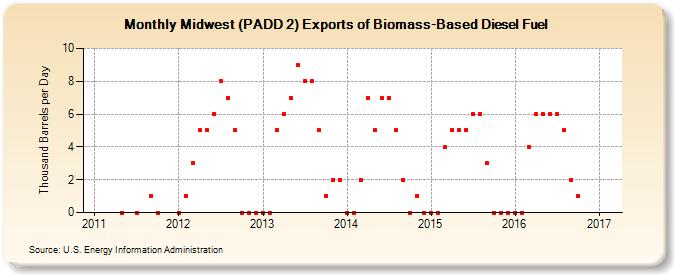 Monthly Midwest (PADD 2) Exports of Biomass-Based Diesel Fuel
Thousand Barrels per Day
10
8
6
4
2
0
2011 2012 2013 2014 2015 2016 2017
Source: U.S. Energy Information Administration